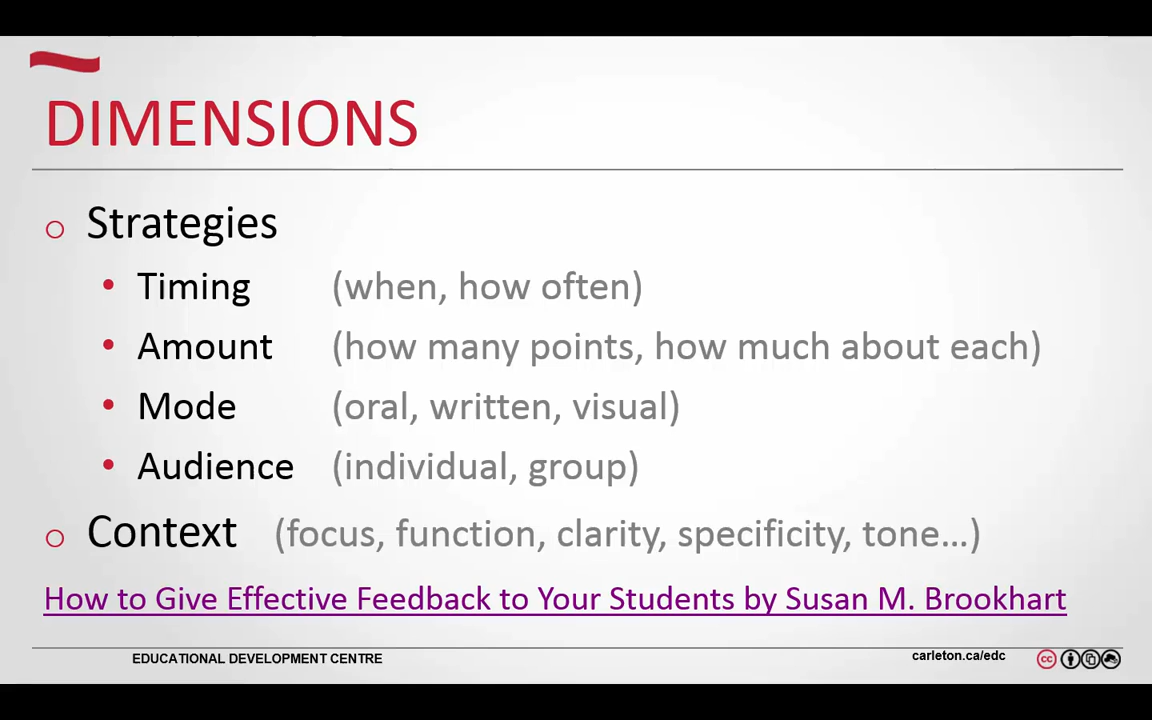 DIMENSIONS
Strategies
Timing (when, how often)
Amount (how many points, how much about each)
Mode (oral, written, visual)
Audience (individual, group)
Context (focus, function, clarity, specificity, tone…)
How to Give Effective Feedback to Your Students by Susan M. Brookhart
EDUCATIONAL DEVELOPMENT CENTRE carleton.ca/edc cc